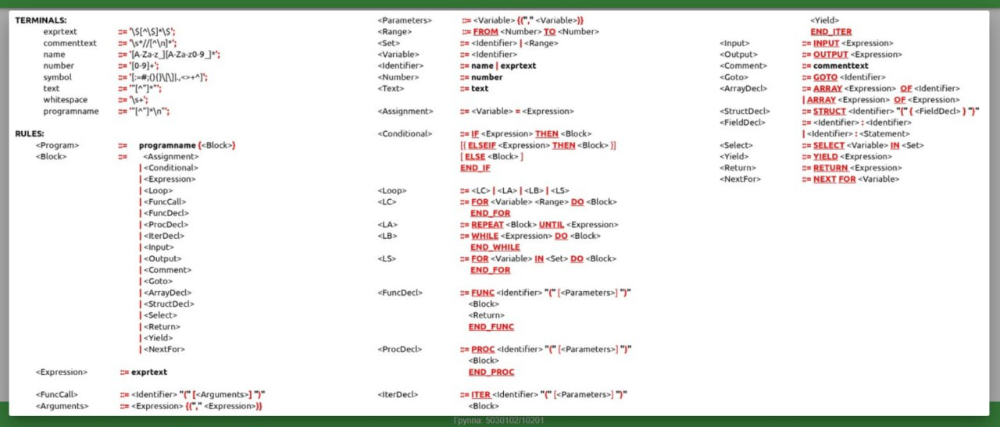 TERMINALS:
exprtext ::= '\$[^\$]*\$';
commenttext ::= '\s*//[^\n]*';
name ::= '[A-Za-z_][A-Za-z0-9_]*';
number ::= '[0-9]+';
symbol ::= '[:=#;(){}\[\]|.,<>+^]';
text ::= '"[^"]*"';
whitespace ::= '\s+';
programname ::= '"[^"]*\n"';
RULES:
<Program> ::= programname {<Block>}
<Block> ::= <Assignment>
| <Conditional>
| <Expression>
| <Loop>
| <FuncCall>
| <FuncDecl>
| <ProcDecl>
| <IterDecl>
| <Input>
| <Output>
| <Comment>
| <Goto>
| <ArrayDecl>
| <StructDecl>
| <Select>
| <Return>
| <Yield>
| <NextFor>
<Expression> ::= exprtext
<FuncCall> ::= <Identifier> "(" [<Arguments>] ")"
<Arguments> ::= <Expression> {("," <Expression>)}
<Parameters> ::= <Variable> {("," <Variable>)}
<Range> ::= FROM <Number> TO <Number>
<Set> ::= <Identifier> | <Range>
<Variable> ::= <Identifier>
<Identifier> ::= name | exprtext
<Number> ::= number
<Text> ::= text
<Assignment> ::= <Variable> = <Expression>
<Conditional> ::= IF <Expression> THEN <Block>
[{ ELSEIF <Expression> THEN <Block> }]
[ ELSE <Block> ]
END_IF
<Loop> ::= <LC> | <LA> | <LB> | <LS>
<LC> ::= FOR <Variable> <Range> DO <Block>
END_FOR
<LA> ::= REPEAT <Block> UNTIL <Expression>
<LB> ::= WHILE <Expression> DO <Block>
END_WHILE
<LS> ::= FOR <Variable> IN <Set> DO <Block>
END_FOR
<FuncDecl> ::= FUNC <Identifier> "(" [<Parameters>] ")"
<Block>
<Return>
END_FUNC
<ProcDecl> ::= PROC <Identifier> "(" [<Parameters>] ")"
<Block>
END_PROC
<IterDecl> ::= ITER <Identifier> "(" [<Parameters>] ")"
<Block>
<Yield>
END_ITER
<Input> ::= INPUT <Expression>
<Output> ::= OUTPUT <Expression>
<Comment> ::= commenttext
<Goto> ::= GOTO <Identifier>
<ArrayDecl> ::= ARRAY <Expression> OF <Identifier>
| ARRAY <Expression> OF <Expression>
<StructDecl> ::= STRUCT <Identifier> "(" { <FieldDecl> } ")"
<FieldDecl> ::= <Identifier> : <Identifier>
| <Identifier> : <Statement>
<Select> ::= SELECT <Variable> IN <Set>
<Yield> ::= YIELD <Expression>
<Return> ::= RETURN <Expression>
<NextFor> ::= NEXT FOR <Variable>
Группа: 5030102/10201